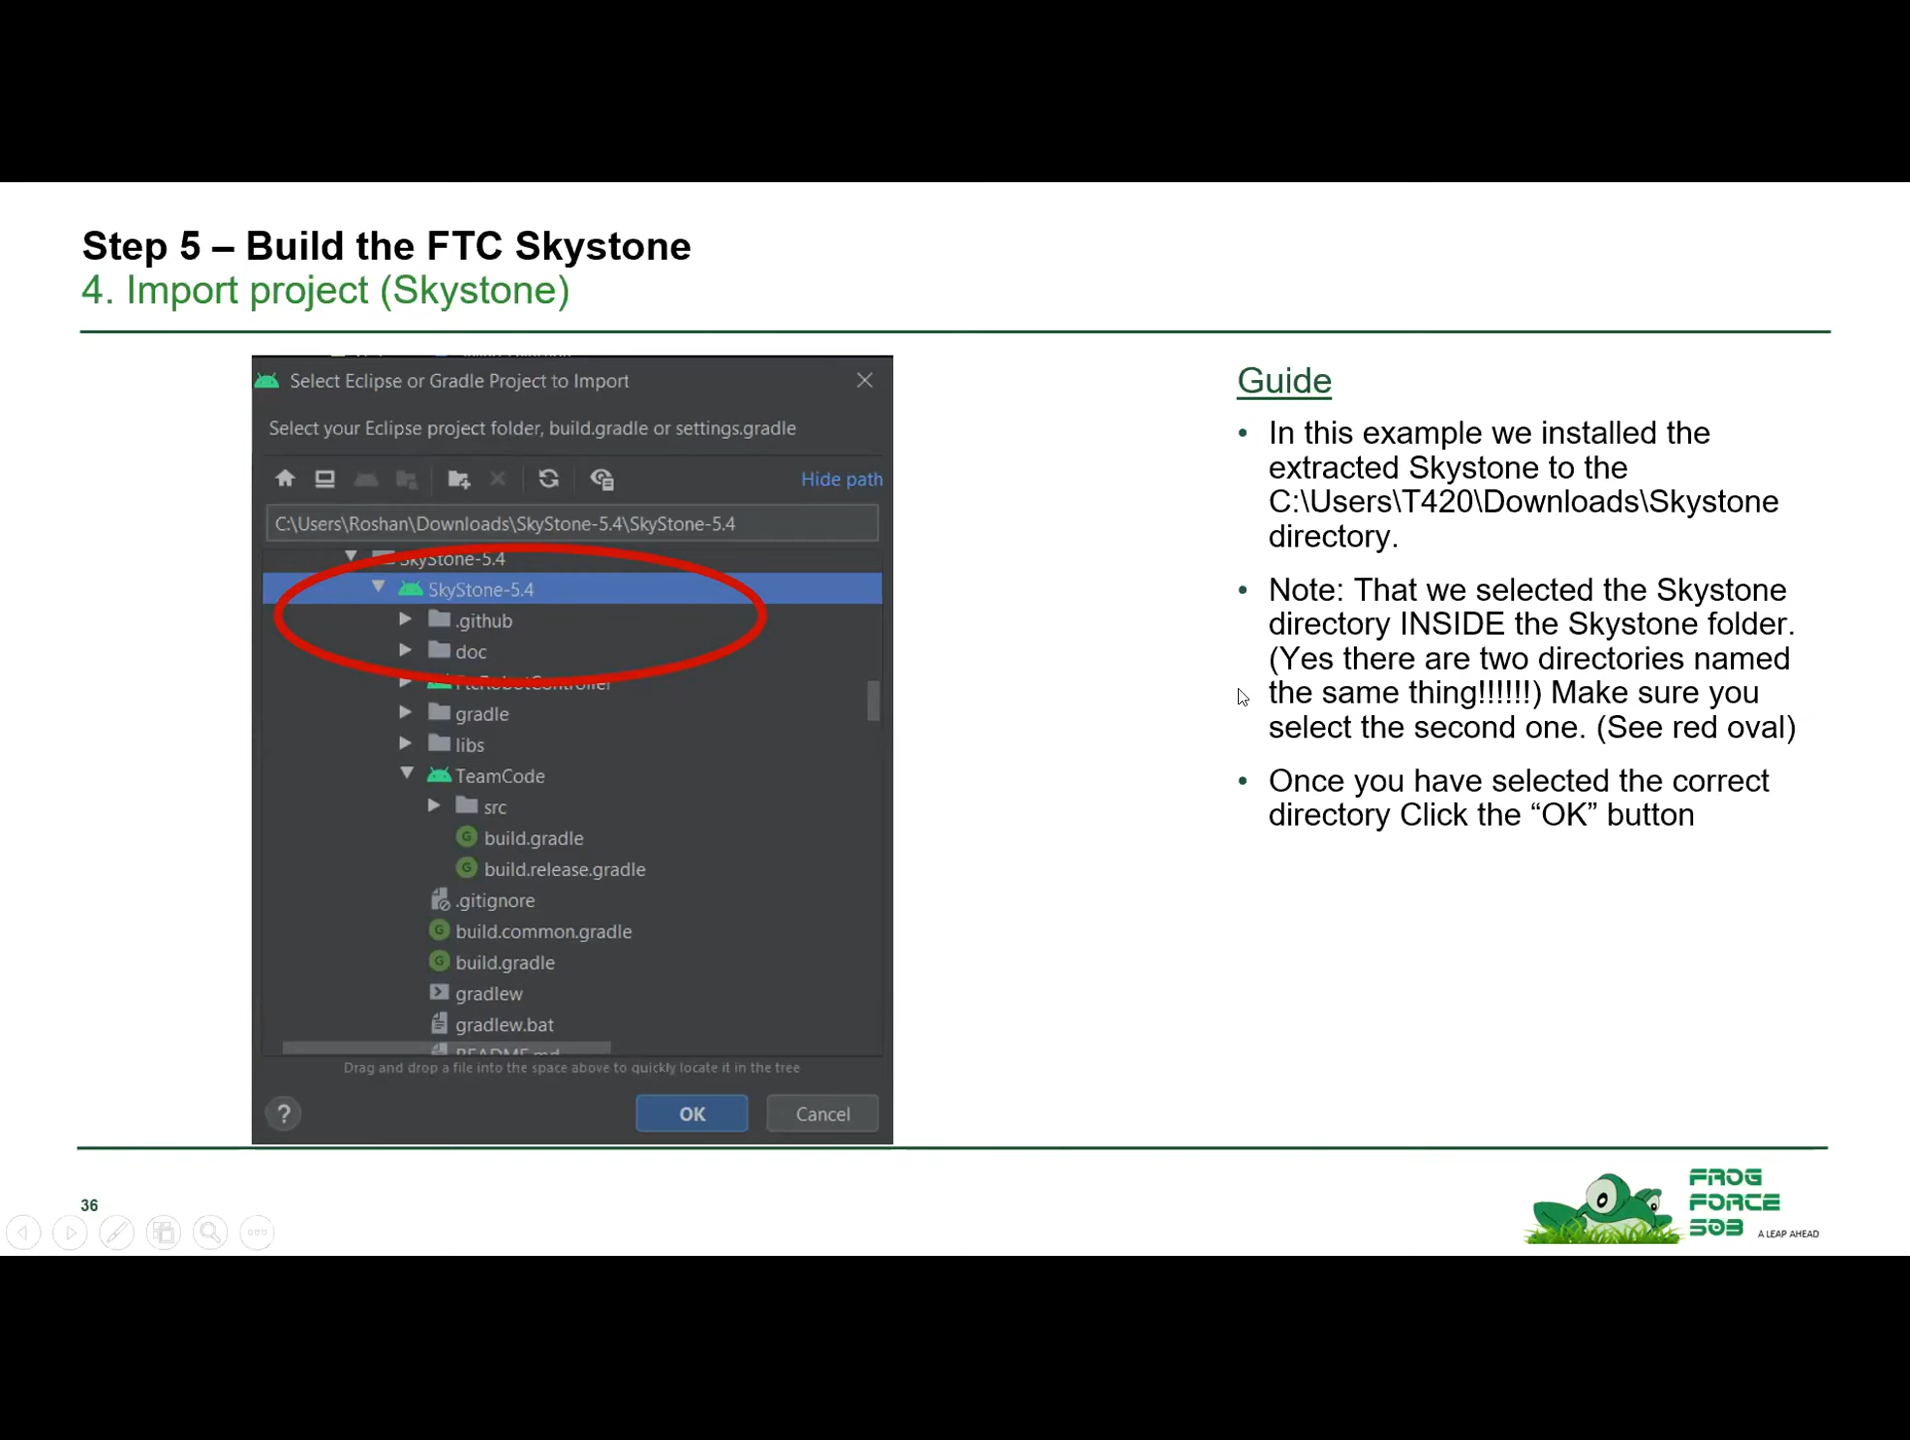 Step 5 – Build the FTC Skystone
4. Import project (Skystone)
Select Eclipse or Gradle Project to Import
Select your Eclipse project folder, build.gradle or settings.gradle
Hide path
C:\Users\Roshan\Downloads\SkyStone-5.4\SkyStone-5.4
SkyStone-5.4
SkyStone-5.4
.github
doc
FtcRobotController
gradle
libs
TeamCode
src
build.gradle
build.release.gradle
.gitignore
build.common.gradle
build.gradle
gradlew
gradlew.bat
README.md
Drag and drop a file into the space above to quickly locate it in the tree
?
OK
Cancel
Guide
• In this example we installed the
extracted Skystone to the
C:\Users\T420\Downloads\Skystone
directory.
• Note: That we selected the Skystone
directory INSIDE the Skystone folder.
(Yes there are two directories named
the same thing!!!!!!) Make sure you
select the second one. (See red oval)
• Once you have selected the correct
directory Click the “OK” button
36
FROG
FORCE
503
A LEAP AHEAD